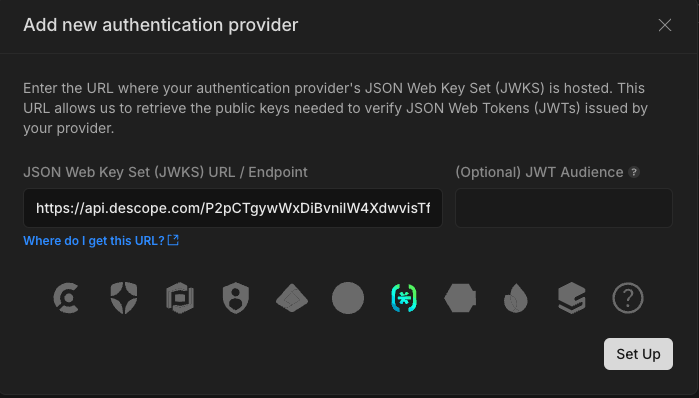 Add new authentication provider
Enter the URL where your authentication provider's JSON Web Key Set (JWKS) is hosted. This
URL allows us to retrieve the public keys needed to verify JSON Web Tokens (JWTs) issued by
your provider.
JSON Web Key Set (JWKS) URL / Endpoint
(Optional) JWT Audience ?
https://api.descope.com/P2pCTgywWxDiBvnilW4XdwvisTf
Where do I get this URL?
?
Set Up